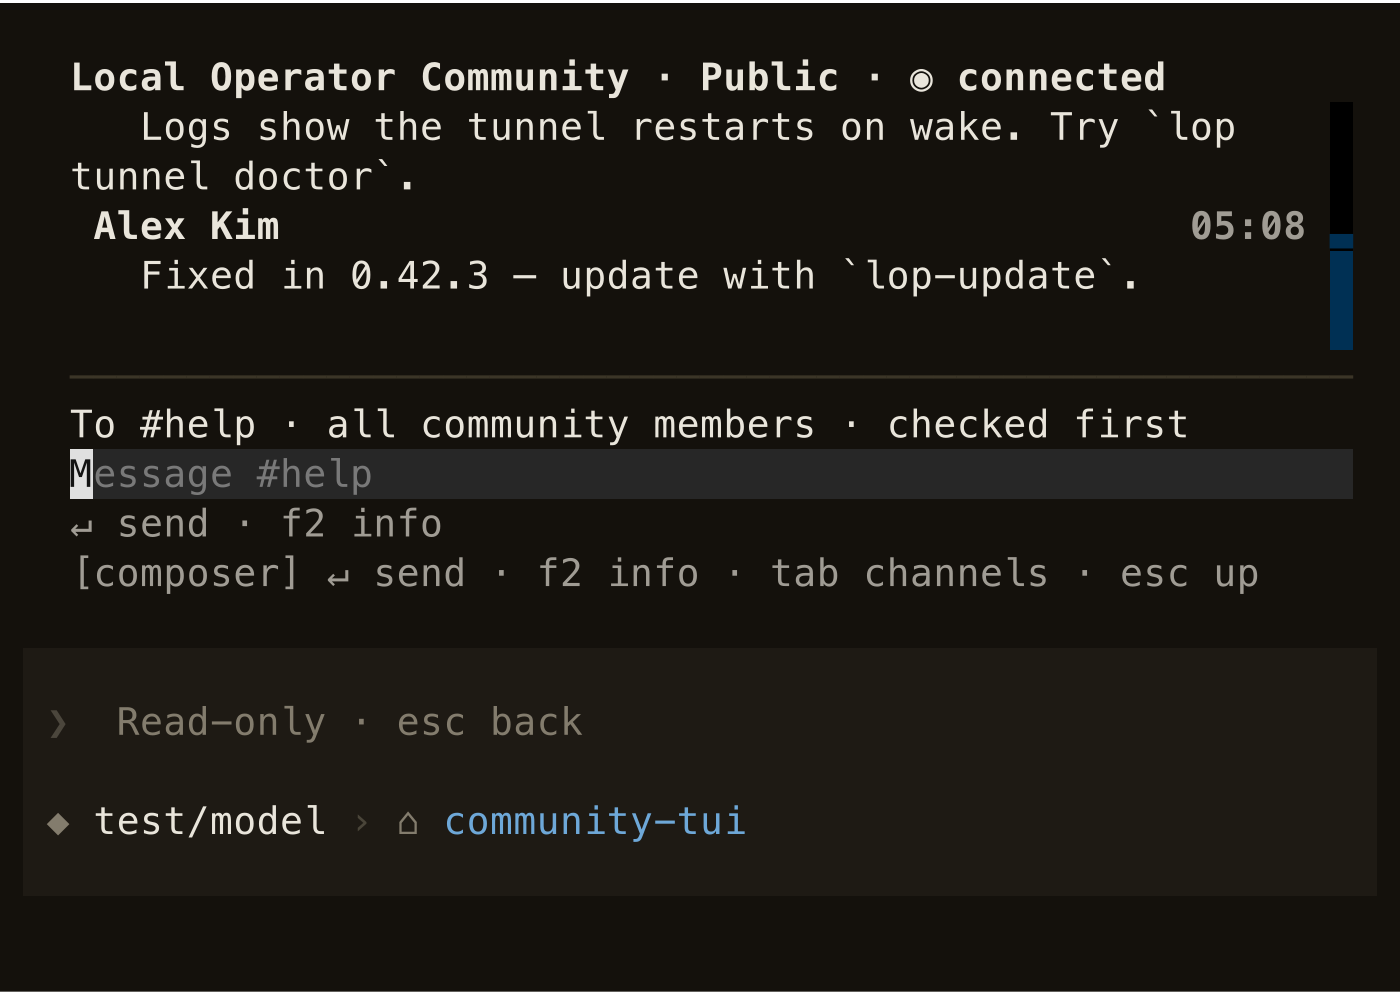 Local Operator Community · Public · ◉ connected
Logs show the tunnel restarts on wake. Try `lop
tunnel doctor`.
Alex Kim 05:08
Fixed in 0.42.3 — update with `lop-update`.
To #help · all community members · checked first
Message #help
↵ send · f2 info
[composer] ↵ send · f2 info · tab channels · esc up
❯ Read-only · esc back
◆ test/model › ⌂ community-tui